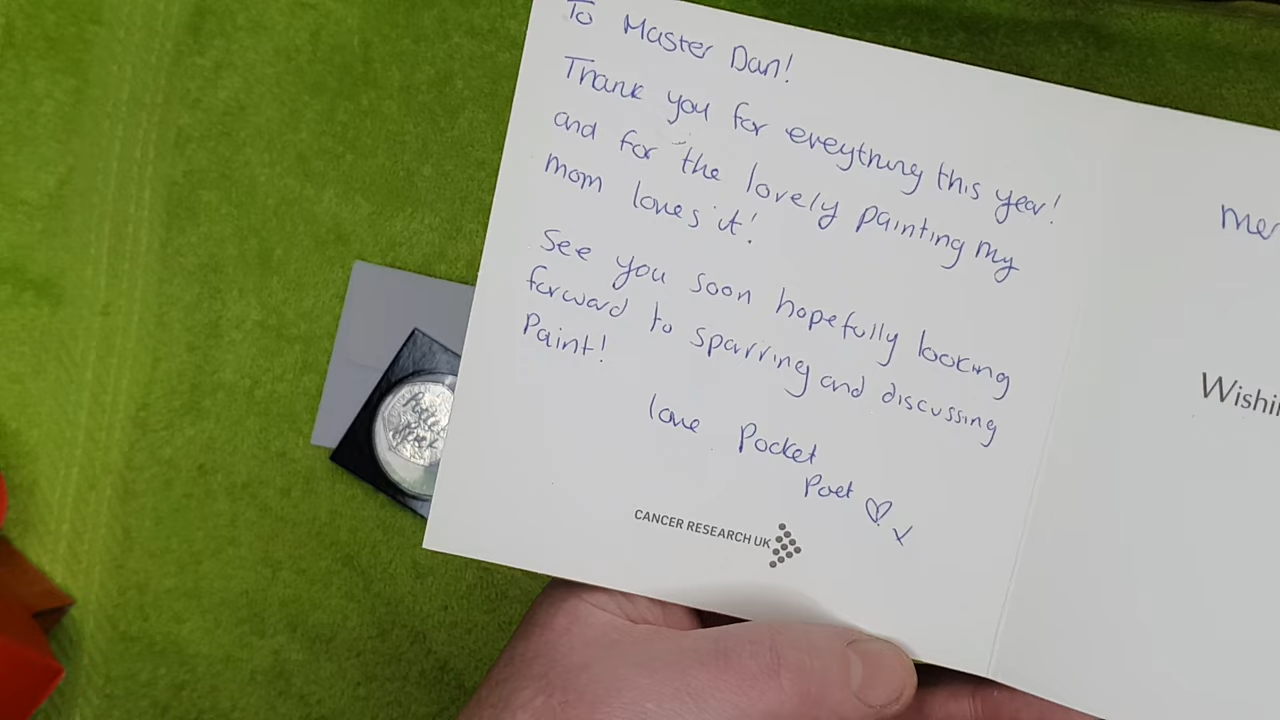 To Master Dan!
Thank you for evreything this year!
and for the lovely painting my
mom loves it!
See you soon hopefully looking
forward to sparring and discussing
Paint!
love Pocket
Poet
x
CANCER RESEARCH UK
Mer
Wishi